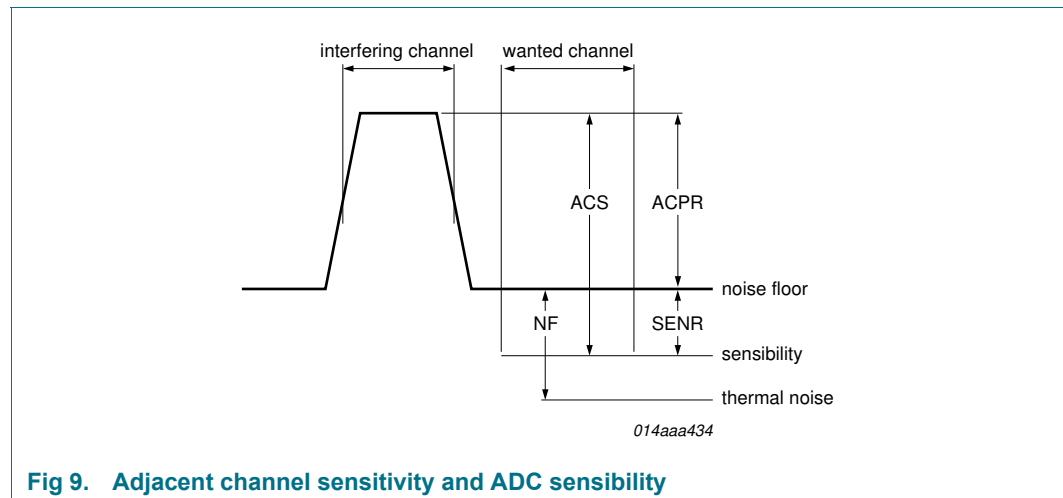 interfering channel
wanted channel
ACS
ACPR
noise floor
NF
SENR
sensibility
thermal noise
014aaa434
Fig 9. Adjacent channel sensitivity and ADC sensibility